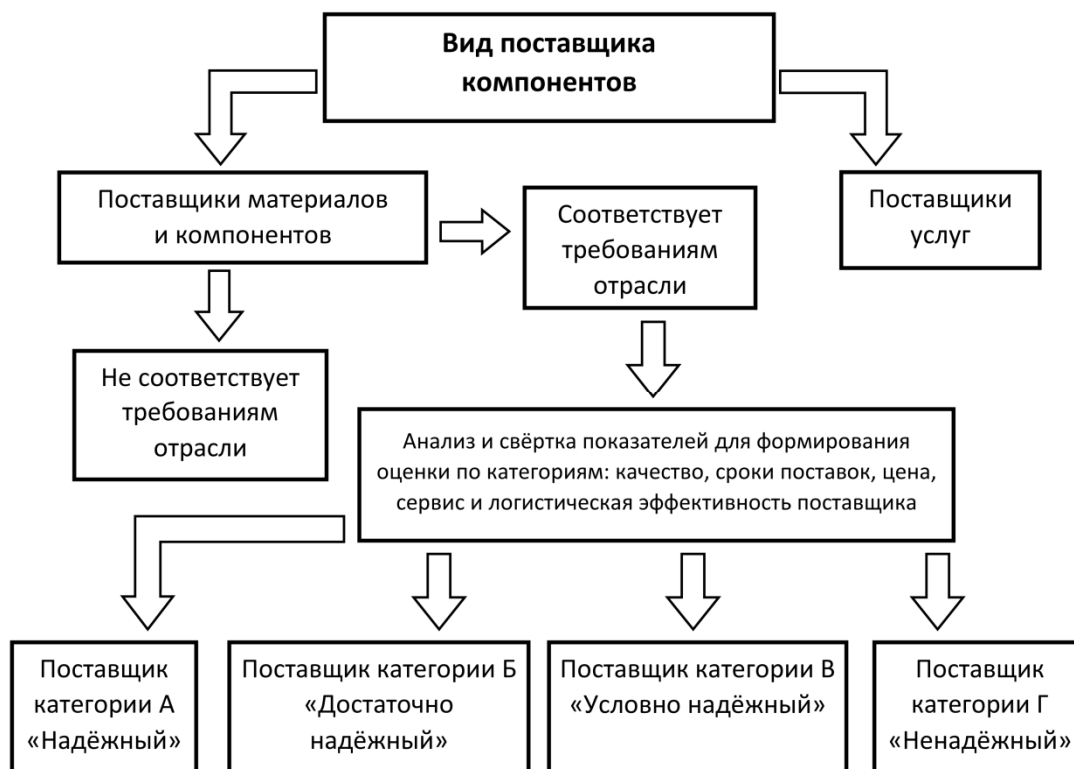 Вид поставщика
компонентов
Поставщики материалов
и компонентов
Соответствует
требованиям
отрасли
Поставщики
услуг
Не соответствует
требованиям
отрасли
Анализ и свёртка показателей для формирования
оценки по категориям: качество, сроки поставок, цена,
сервис и логистическая эффективность поставщика
Поставщик
категории А
«Надёжный»
Поставщик категории Б
«Достаточно
надёжный»
Поставщик категории В
«Условно надёжный»
Поставщик
категории Г
«Ненадёжный»